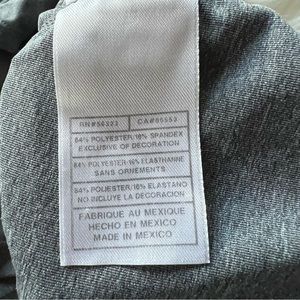 RN#56323 CA#05553
84% POLYESTER/16% SPANDEX
EXCLUSIVE OF DECORATION
84% POLYESTER/16% ELASTHANNE
SANS ORNEMENTS
84% POLIESTER/16% ELASTANO
NO INCLUYE LA DECORACION
FABRIQUE AU MEXIQUE
HECHO EN MEXICO
MADE IN MEXICO